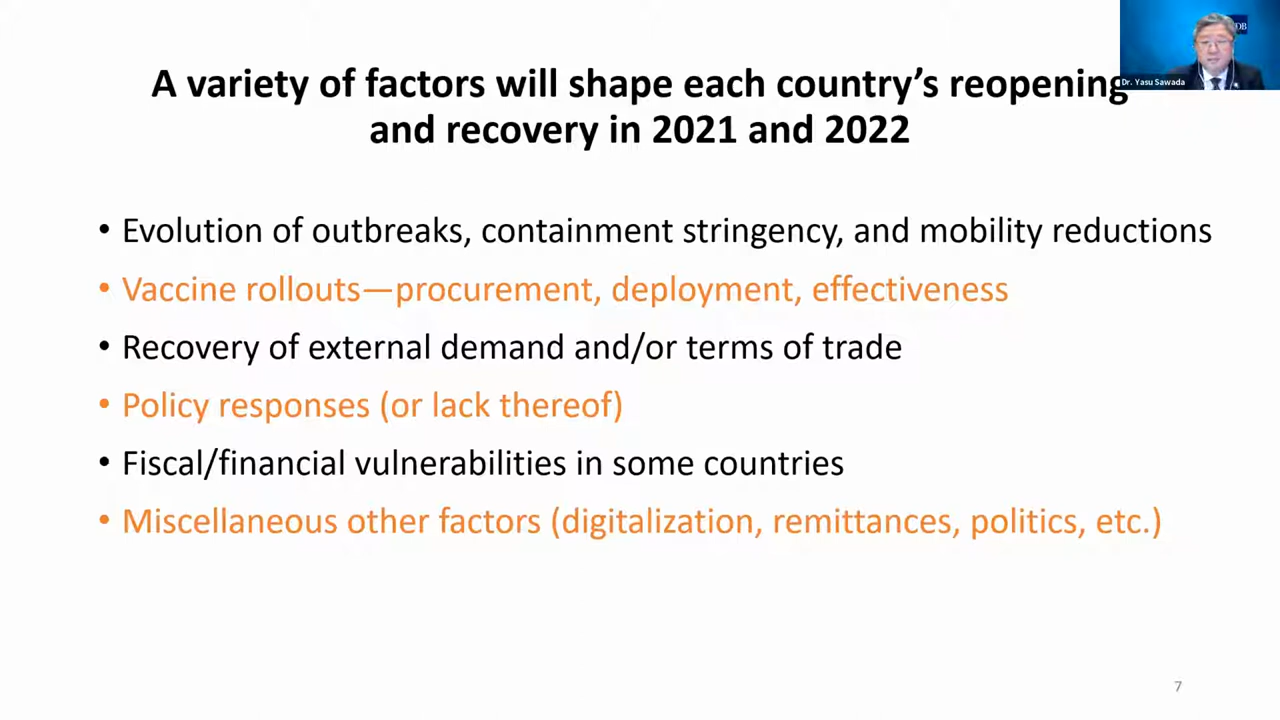 A variety of factors will shape each country's reopening
and recovery in 2021 and 2022
Dr. Yasu Sawada
• Evolution of outbreaks, containment stringency, and mobility reductions
• Vaccine rollouts—procurement, deployment, effectiveness
• Recovery of external demand and/or terms of trade
• Policy responses (or lack thereof)
• Fiscal/financial vulnerabilities in some countries
• Miscellaneous other factors (digitalization, remittances, politics, etc.)
7